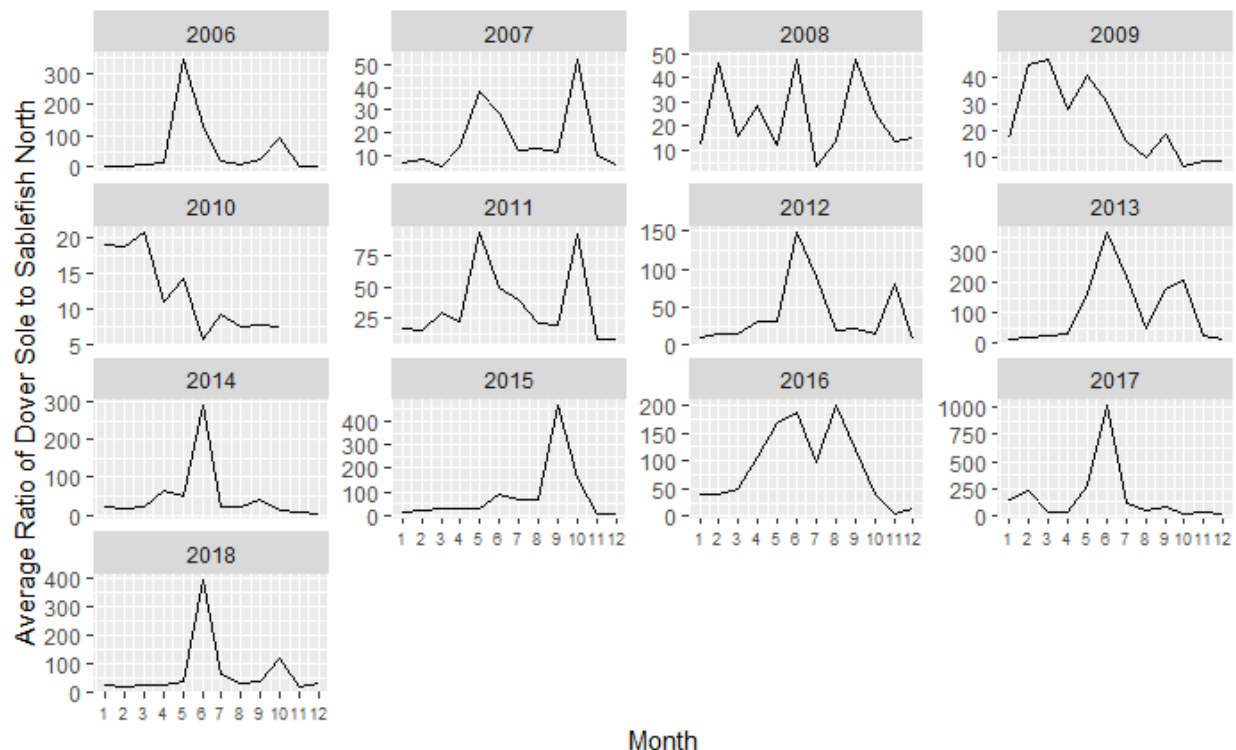 Average Ratio of Dover Sole to Sablefish North
2006 2007 2008 2009
300 200 100 0
50 40 30 20 10
50 40 30 20 10
40 30 20 10
2010 2011 2012 2013
20 15 10 5
75 50 25
150 100 50 0
300 200 100 0
2014 2015 2016 2017
300 200 100 0
400 300 200 100 0
200 150 100 50 0
1000 750 500 250 0
1 2 3 4 5 6 7 8 9 10 11 12
1 2 3 4 5 6 7 8 9 10 11 12
1 2 3 4 5 6 7 8 9 10 11 12
2018
400 300 200 100 0
1 2 3 4 5 6 7 8 9 10 11 12
Month